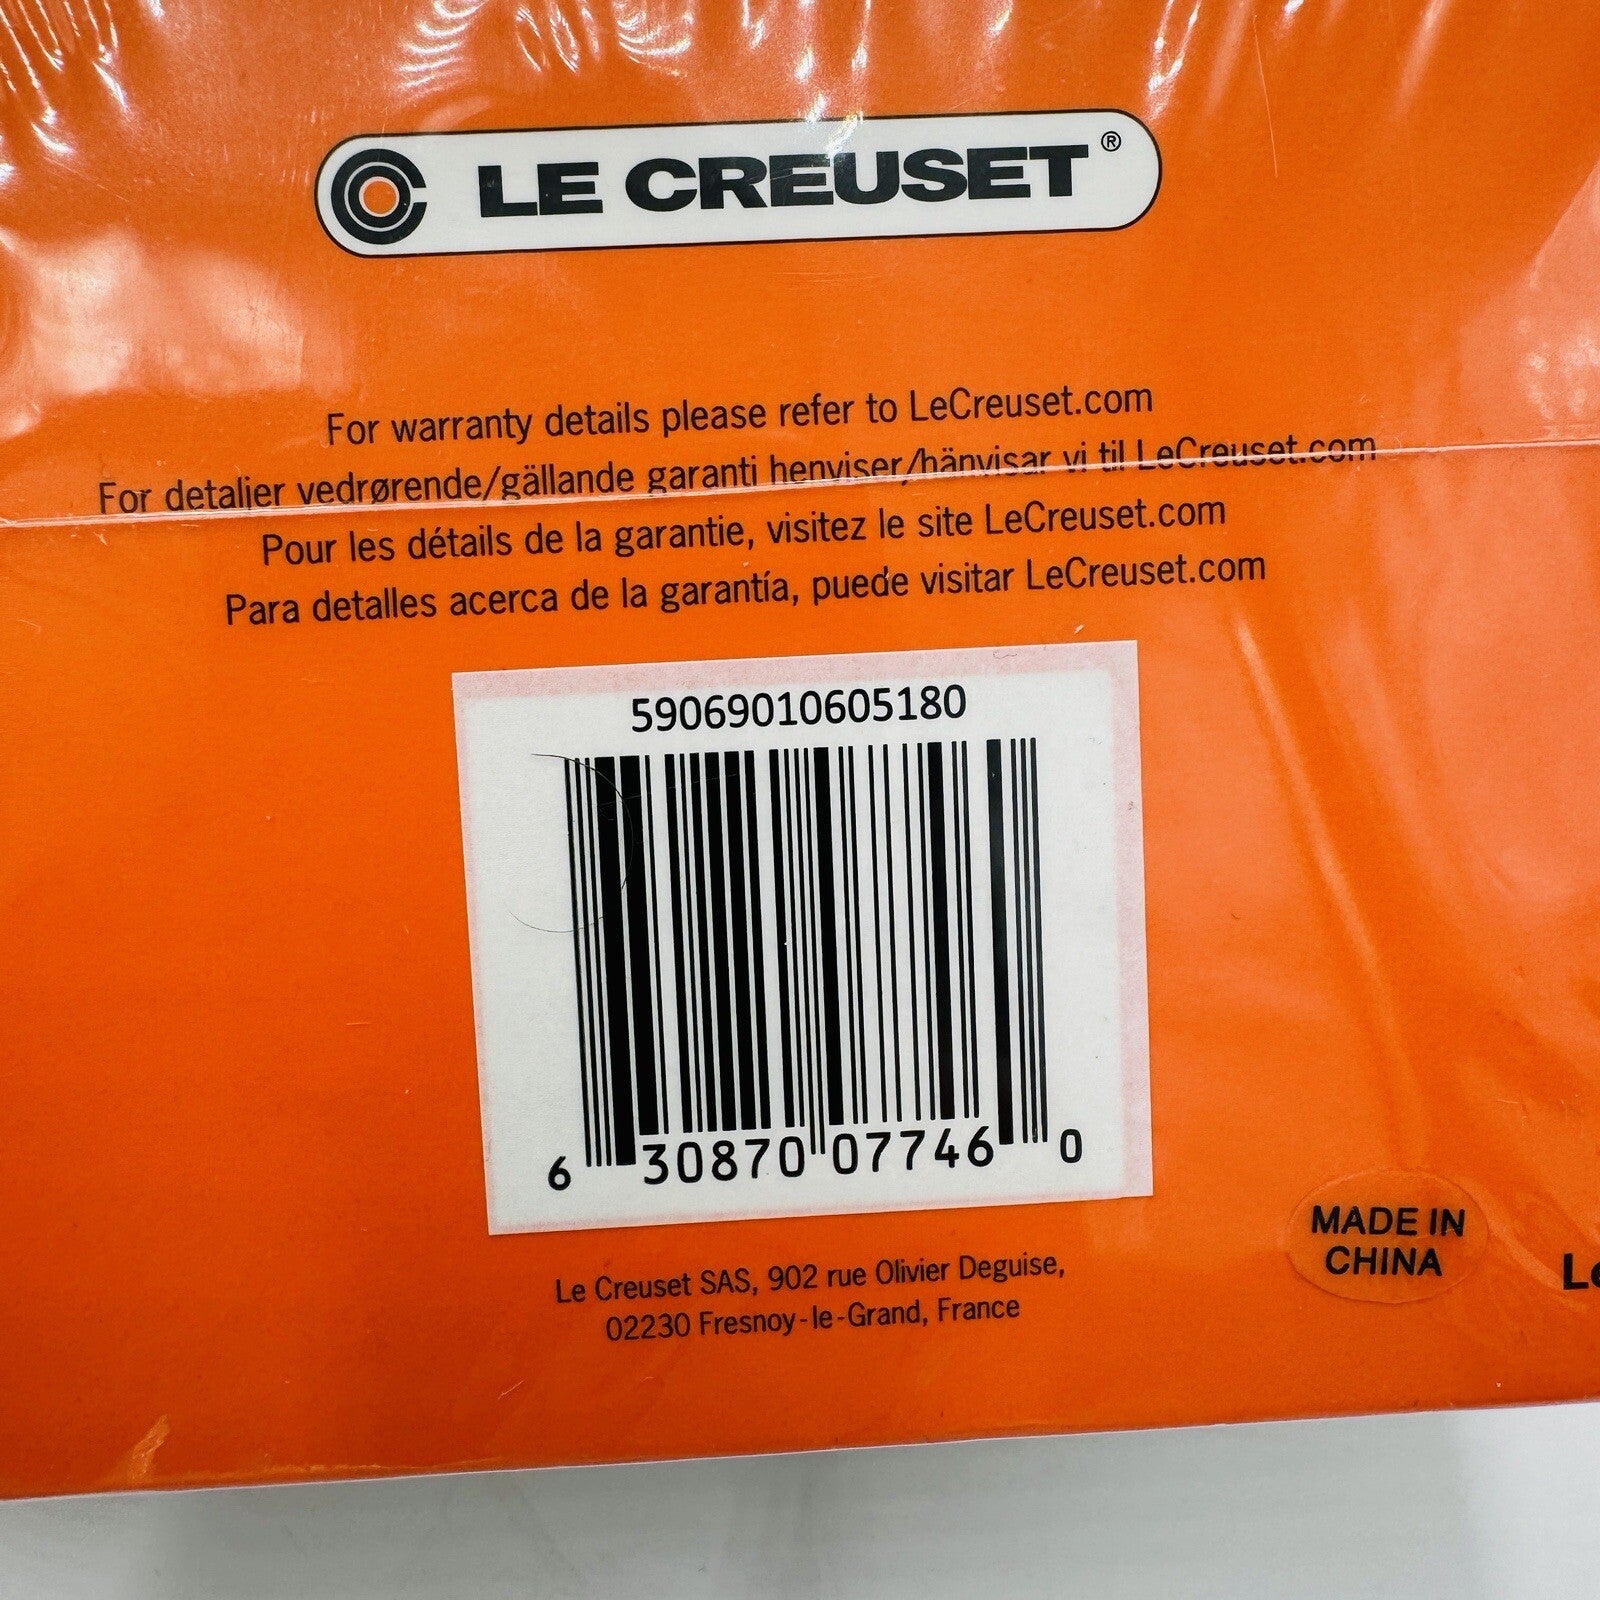 LE CREUSET®
For warranty details please refer to LeCreuset.com
For detaljer vedrørende/gällande garanti henviser/hänvisar vi til LeCreuset.com
Pour les détails de la garantie, visitez le site LeCreuset.com
Para detalles acerca de la garantía, puede visitar LeCreuset.com
59069010605180
6 30870 07746 0
Le Creuset SAS, 902 rue Olivier Deguise,
02230 Fresnoy-le-Grand, France
MADE IN
CHINA